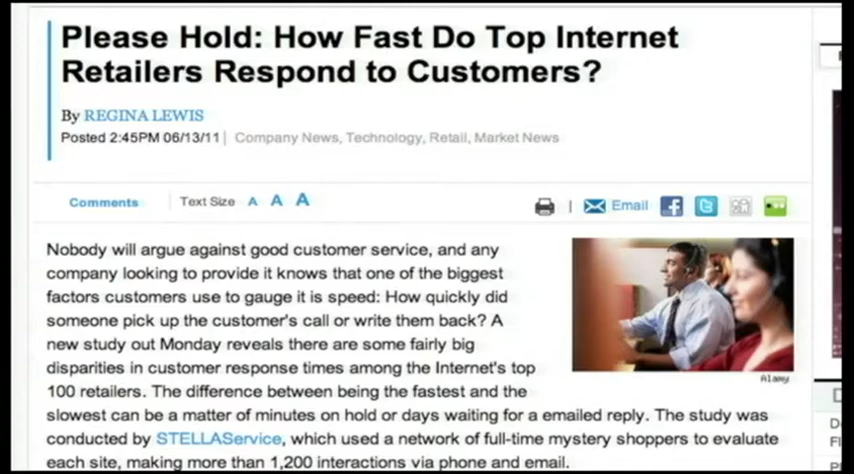 Please Hold: How Fast Do Top Internet
Retailers Respond to Customers?
By REGINA LEWIS
Posted 2:45PM 06/13/11 | Company News, Technology, Retail, Market News
Comments | Text Size A A A | Email
Nobody will argue against good customer service, and any
company looking to provide it knows that one of the biggest
factors customers use to gauge it is speed: How quickly did
someone pick up the customer's call or write them back? A
new study out Monday reveals there are some fairly big
disparities in customer response times among the Internet's top
100 retailers. The difference between being the fastest and the
slowest can be a matter of minutes on hold or days waiting for a emailed reply. The study was
conducted by STELLAService, which used a network of full-time mystery shoppers to evaluate
each site, making more than 1,200 interactions via phone and email.
Alamy